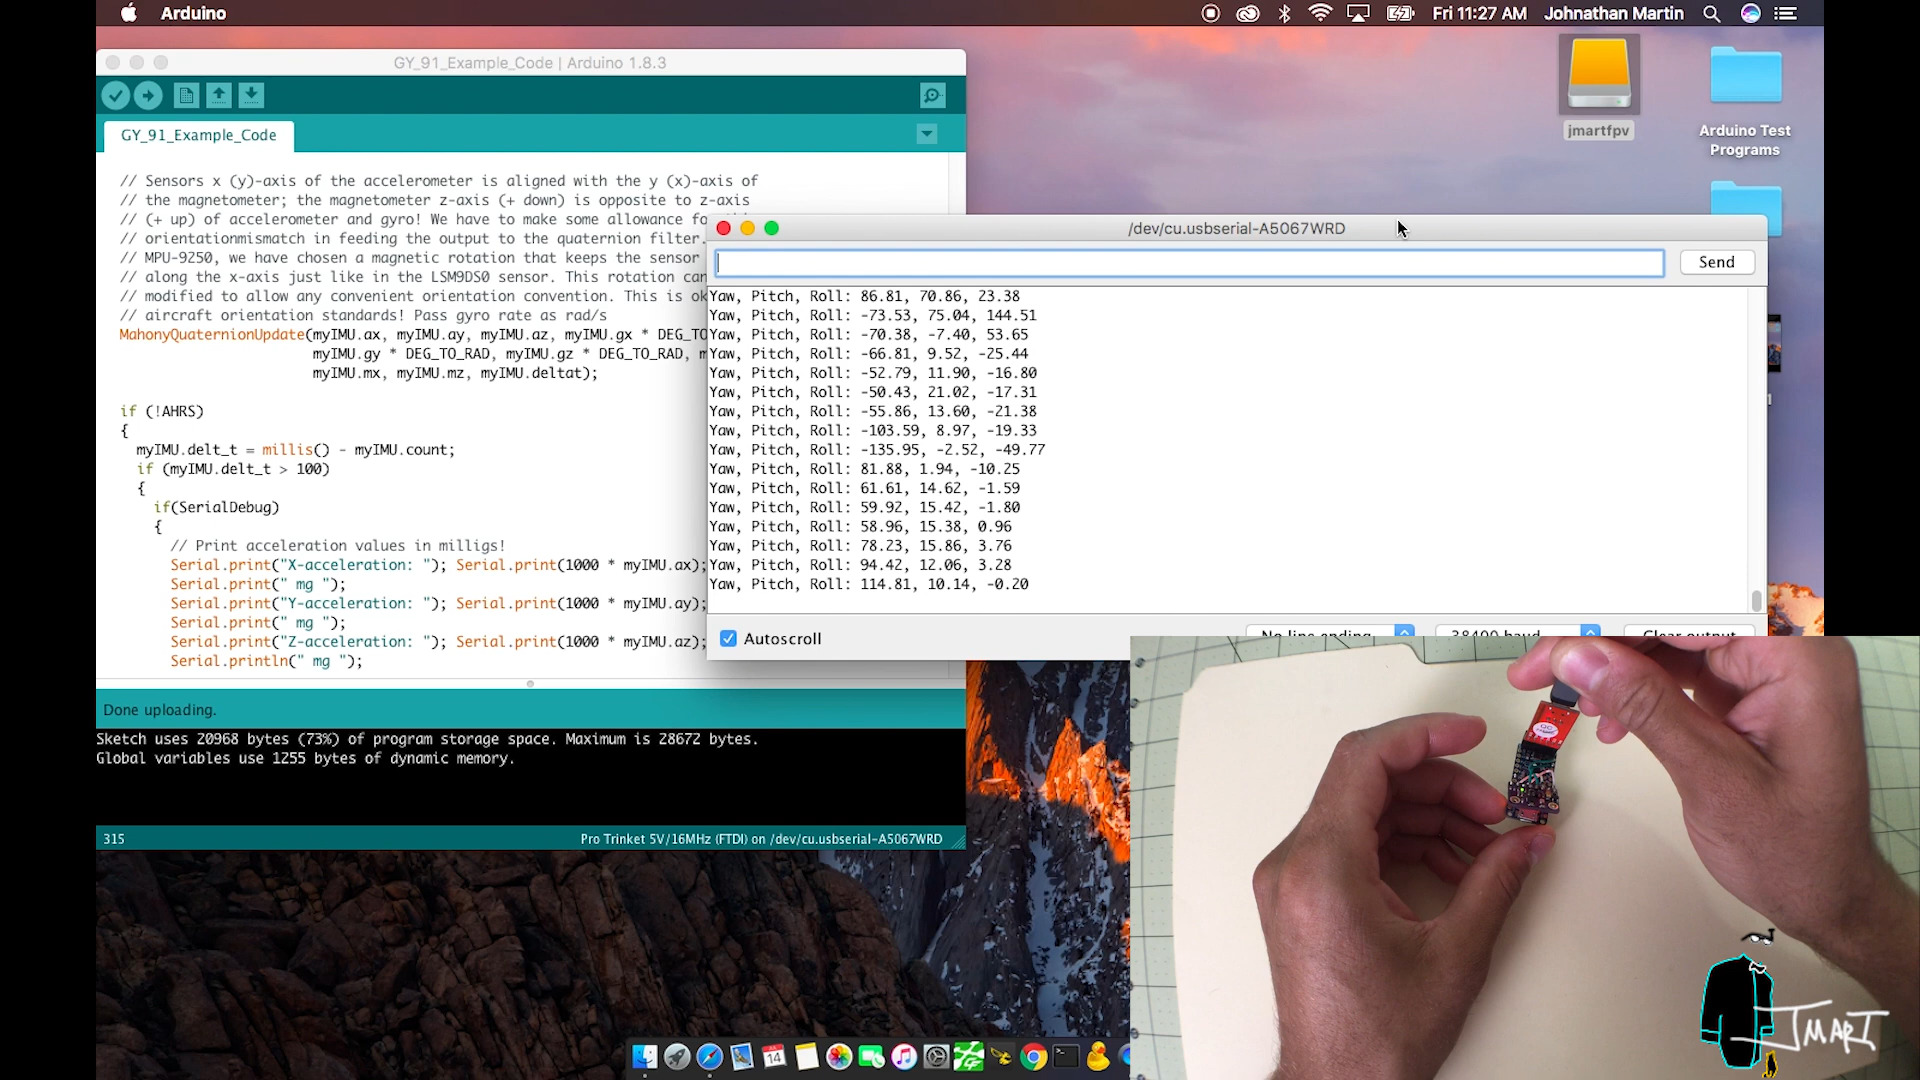 Arduino
Fri 11:27 AM Johnathan Martin
GY_91_Example_Code | Arduino 1.8.3
GY_91_Example_Code
// Sensors x (y)-axis of the accelerometer is aligned with the y (x)-axis of
// the magnetometer; the magnetometer z-axis (+ down) is opposite to z-axis
// (+ up) of accelerometer and gyro! We have to make some allowance
// orientationmismatch in feeding the output to the quaternion filter.
// MPU-9250, we have chosen a magnetic rotation that keeps the sensor
// along the x-axis just like in the LSM9DS0 sensor. This rotation can
// modified to allow any convenient orientation convention. This is ok
// aircraft orientation standards! Pass gyro rate as rad/s
MahonyQuaternionUpdate(myIMU.ax, myIMU.ay, myIMU.az, myIMU.gx * DEG_TO
myIMU.gy * DEG_TO_RAD, myIMU.gz * DEG_TO_RAD,
myIMU.mx, myIMU.mz, myIMU.deltat);
if (!AHRS)
{
myIMU.delt_t = millis() - myIMU.count;
if (myIMU.delt_t > 100)
{
if(SerialDebug)
{
// Print acceleration values in milligs!
Serial.print("X-acceleration: "); Serial.print(1000 * myIMU.ax);
Serial.print(" mg ");
Serial.print("Y-acceleration: "); Serial.print(1000 * myIMU.ay);
Serial.print(" mg ");
Serial.print("Z-acceleration: "); Serial.print(1000 * myIMU.az);
Serial.println(" mg ");
Done uploading.
Sketch uses 20968 bytes (73%) of program storage space. Maximum is 28672 bytes.
Global variables use 1255 bytes of dynamic memory.
315
Pro Trinket 5V/16MHz (FTDI) on /dev/cu.usbserial-A5067WRD
/dev/cu.usbserial-A5067WRD
Send
Yaw, Pitch, Roll: 86.81, 70.86, 23.38
Yaw, Pitch, Roll: -73.53, 75.04, 144.51
Yaw, Pitch, Roll: -70.38, -7.40, 53.65
Yaw, Pitch, Roll: -66.81, 9.52, -25.44
Yaw, Pitch, Roll: -52.79, 11.90, -16.80
Yaw, Pitch, Roll: -50.43, 21.02, -17.31
Yaw, Pitch, Roll: -55.86, 13.60, -21.38
Yaw, Pitch, Roll: -103.59, 8.97, -19.33
Yaw, Pitch, Roll: -135.95, -2.52, -49.77
Yaw, Pitch, Roll: 81.88, 1.94, -10.25
Yaw, Pitch, Roll: 61.61, 14.62, -1.59
Yaw, Pitch, Roll: 59.92, 15.42, -1.80
Yaw, Pitch, Roll: 58.96, 15.38, 0.96
Yaw, Pitch, Roll: 78.23, 15.86, 3.76
Yaw, Pitch, Roll: 94.42, 12.06, 3.28
Yaw, Pitch, Roll: 114.81, 10.14, -0.20
Autoscroll
No line ending
38400 baud
Clear output
jmartfpv
Arduino Test
Programs
14
JMART